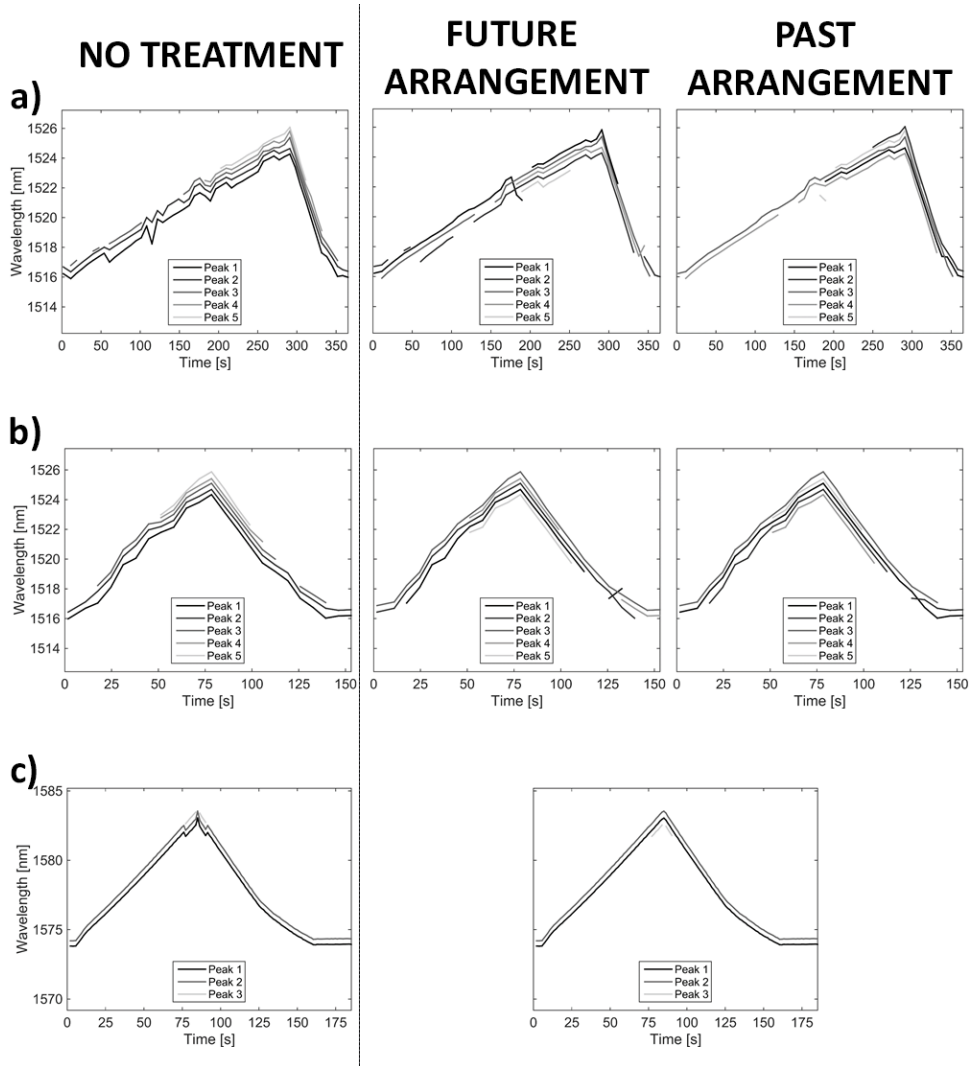 NO TREATMENT
FUTURE
ARRANGEMENT
PAST
ARRANGEMENT
a)
1526
1524
1522
1520
1518
1516
1514
Wavelength [nm]
Peak 1
Peak 2
Peak 3
Peak 4
Peak 5
0 50 100 150 200 250 300 350
Time [s]
Peak 1
Peak 2
Peak 3
Peak 4
Peak 5
0 50 100 150 200 250 300 350
Time [s]
Peak 1
Peak 2
Peak 3
Peak 4
Peak 5
0 50 100 150 200 250 300 350
Time [s]
b)
1526
1524
1522
1520
1518
1516
1514
Wavelength [nm]
Peak 1
Peak 2
Peak 3
Peak 4
Peak 5
0 25 50 75 100 125 150
Time [s]
Peak 1
Peak 2
Peak 3
Peak 4
Peak 5
0 25 50 75 100 125 150
Time [s]
Peak 1
Peak 2
Peak 3
Peak 4
Peak 5
0 25 50 75 100 125 150
Time [s]
c)
1585
1580
1575
1570
Wavelength [nm]
Peak 1
Peak 2
Peak 3
0 25 50 75 100 125 150 175
Time [s]
Peak 1
Peak 2
Peak 3
0 25 50 75 100 125 150 175
Time [s]